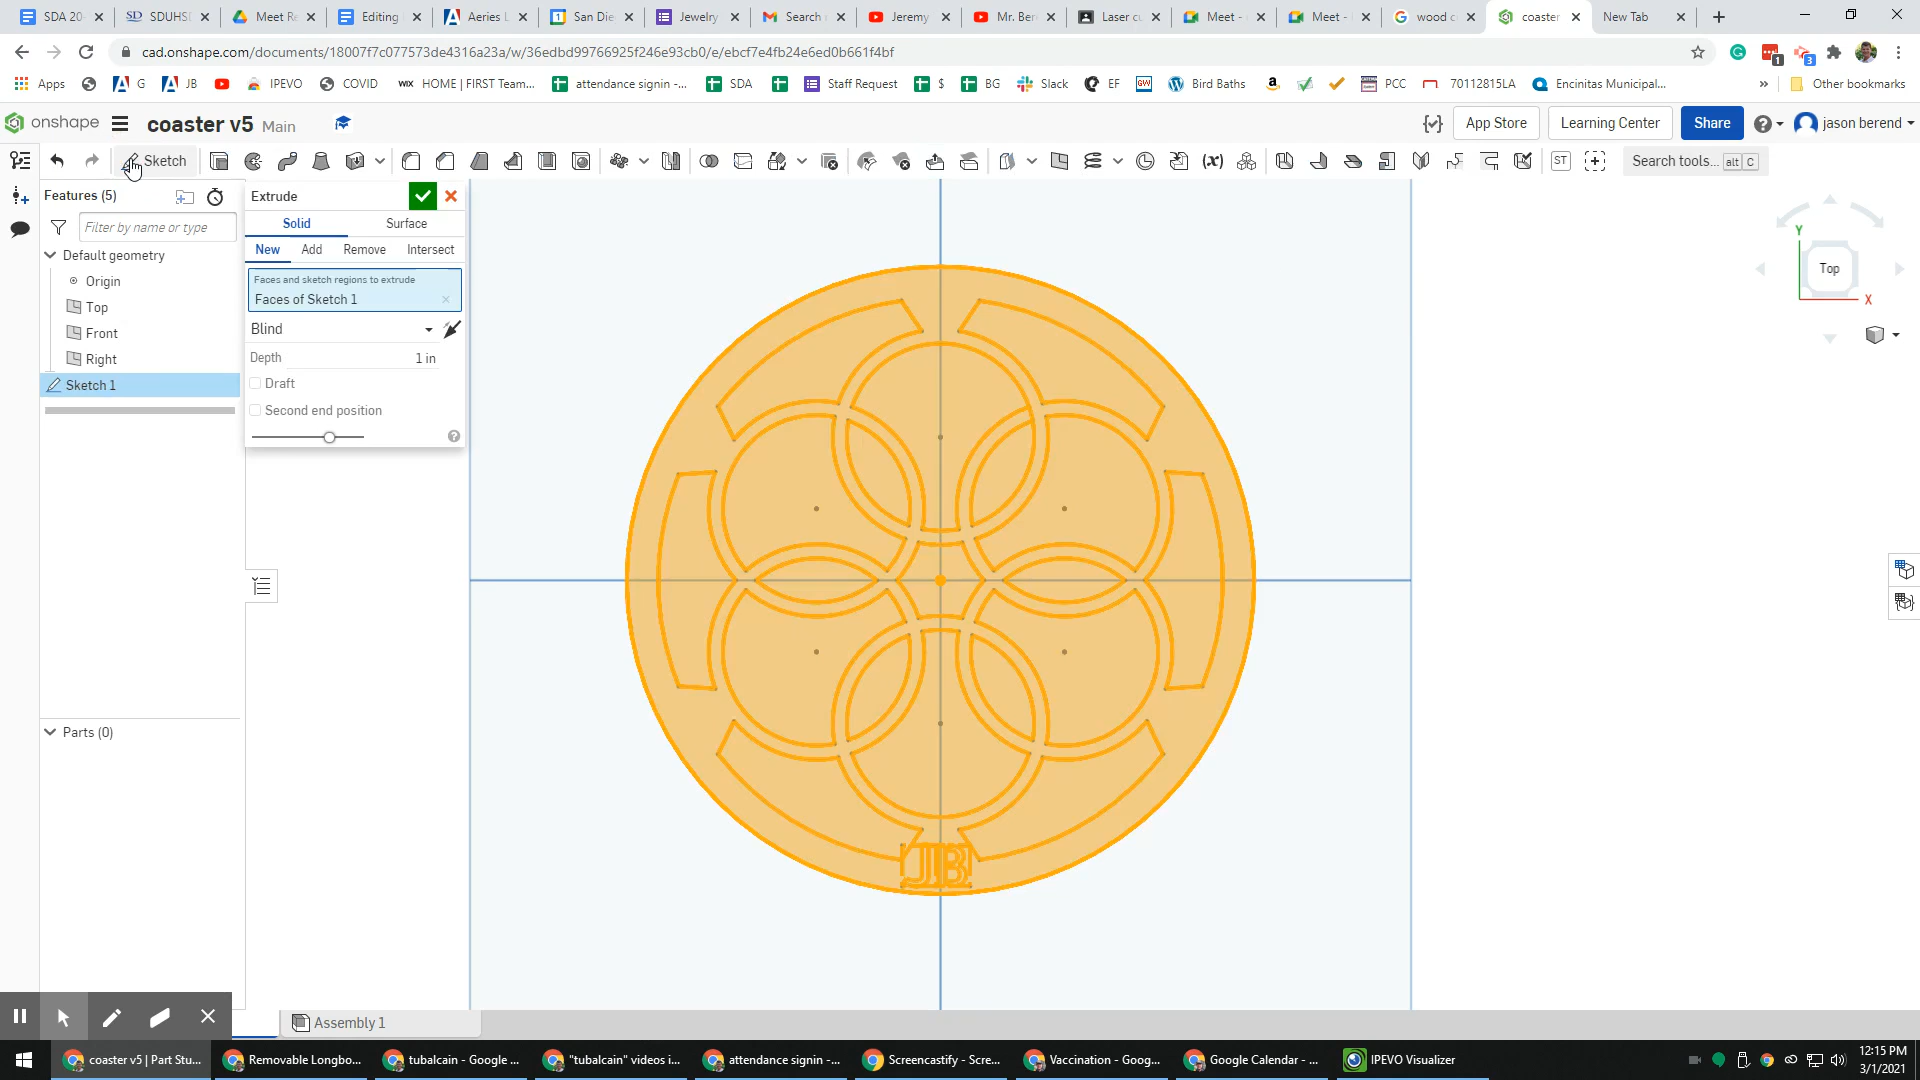 SDA 20
SDUHS
Meet R
Editing
Aeries L
San Die
Jewelry
Search
Jeremy
Mr. Ber
Laser c
Meet -
Meet -
wood c
coaster
New Tab
cad.onshape.com/documents/18007f7c077573de4316a23a/w/36edbd99766925f246e93cb0/e/ebcf7e4fb24e6ed0b661f4bf
Apps
G
JB
IPEVO
COVID
WIX HOME | FIRST Team...
attendance signin -...
SDA
Staff Request
$
BG
Slack
EF
Bird Baths
PCC
70112815LA
Encinitas Municipal...
» Other bookmarks
onshape
coaster v5 Main
App Store
Learning Center
Share
jason berend
Sketch
(x)
ST
Search tools... alt C
Features (5)
Filter by name or type
Default geometry
Origin
Top
Front
Right
Sketch 1
Parts (0)
Extrude
Solid Surface
New Add Remove Intersect
Faces and sketch regions to extrude
Faces of Sketch 1
Blind
Depth 1 in
Draft
Second end position
Y
Top
X
JB
Assembly 1
coaster v5 | Part Stu...
Removable Longbo...
tubalcain - Google ...
"tubalcain" videos i...
attendance signin -...
Screencastify - Scre...
Vaccination - Goog...
Google Calendar - ...
IPEVO Visualizer
12:15 PM
3/1/2021